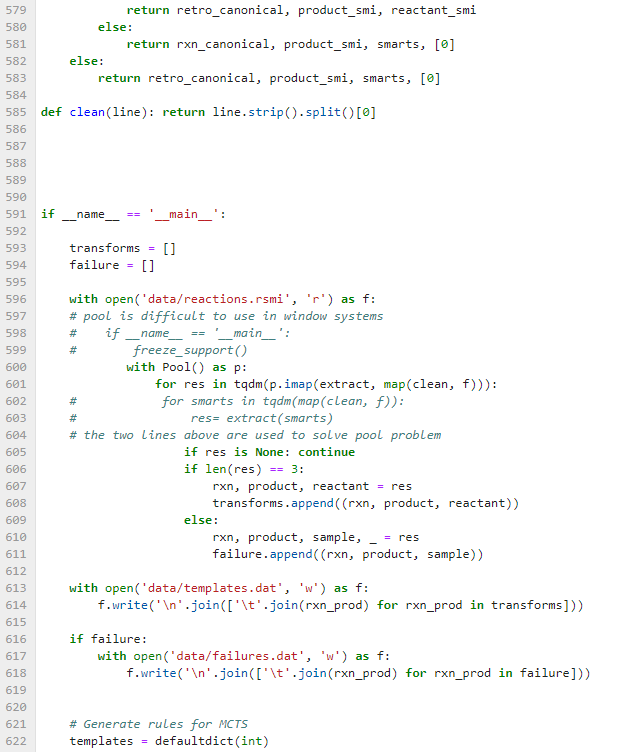 579                return retro_canonical, product_smi, reactant_smi
580            else:
581                return rxn_canonical, product_smi, smarts, [0]
582        else:
583            return retro_canonical, product_smi, smarts, [0]
584
585    def clean(line): return line.strip().split()[0]
586
587
588
589
590
591    if __name__ == '__main__':
592
593        transforms = []
594        failure = []
595
596        with open('data/reactions.rsmi', 'r') as f:
597        # pool is difficult to use in window systems
598        #    if __name__ == '__main__':
599        #        freeze_support()
600                with Pool() as p:
601                    for res in tqdm(p.imap(extract, map(clean, f))):
602        #            for smarts in tqdm(map(clean, f)):
603        #                res= extract(smarts)
604        # the two lines above are used to solve pool problem
605                        if res is None: continue
606                        if len(res) == 3:
607                            rxn, product, reactant = res
608                            transforms.append((rxn, product, reactant))
609                        else:
610                            rxn, product, sample, _ = res
611                            failure.append((rxn, product, sample))
612
613        with open('data/templates.dat', 'w') as f:
614            f.write('\n'.join(['\t'.join(rxn_prod) for rxn_prod in transforms]))
615
616        if failure:
617            with open('data/failures.dat', 'w') as f:
618                f.write('\n'.join(['\t'.join(rxn_prod) for rxn_prod in failure]))
619
620
621        # Generate rules for MCTS
622        templates = defaultdict(int)